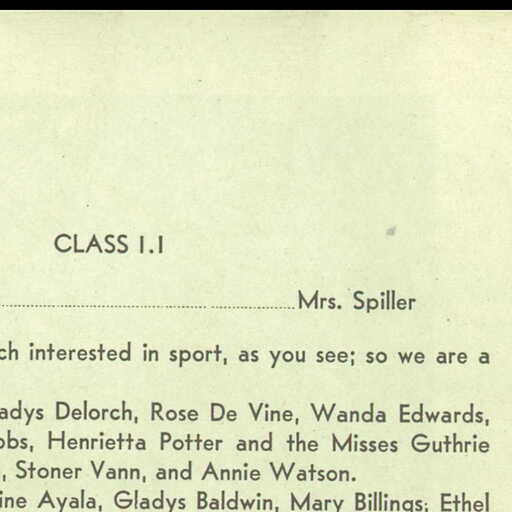 CLASS 1.1
Mrs. Spiller
ch interested in sport, as you see; so we are a
adys Delorch, Rose De Vine, Wanda Edwards,
obs, Henrietta Potter and the Misses Guthrie
, Stoner Vann, and Annie Watson.
ine Ayala, Gladys Baldwin, Mary Billings; Ethel